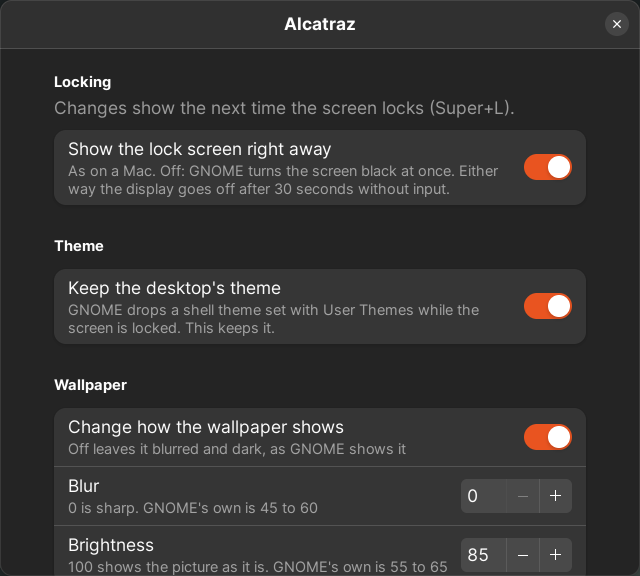 Alcatraz
Locking
Changes show the next time the screen locks (Super+L).
Show the lock screen right away
As on a Mac. Off: GNOME turns the screen black at once. Either
way the display goes off after 30 seconds without input.
Theme
Keep the desktop's theme
GNOME drops a shell theme set with User Themes while the
screen is locked. This keeps it.
Wallpaper
Change how the wallpaper shows
Off leaves it blurred and dark, as GNOME shows it
Blur
0 is sharp. GNOME's own is 45 to 60
0 − +
Brightness
100 shows the picture as it is. GNOME's own is 55 to 65
85 − +